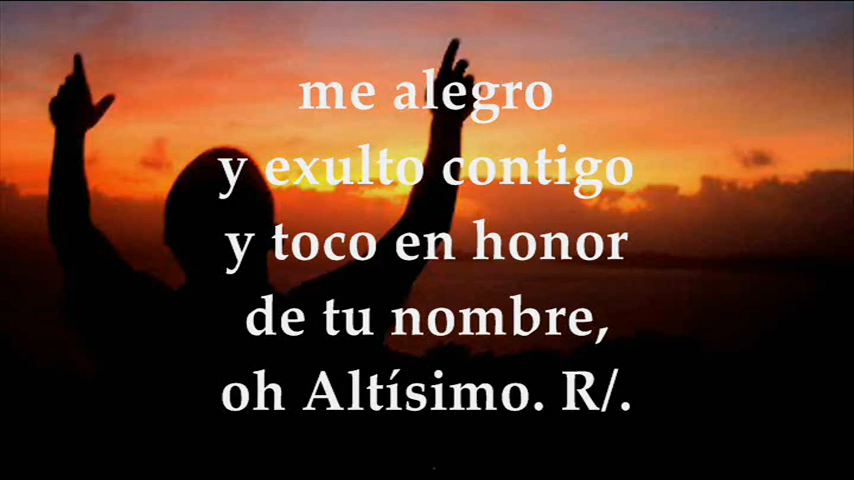 me alegro
y exulto contigo
y toco en honor
de tu nombre,
oh Altísimo. R/.